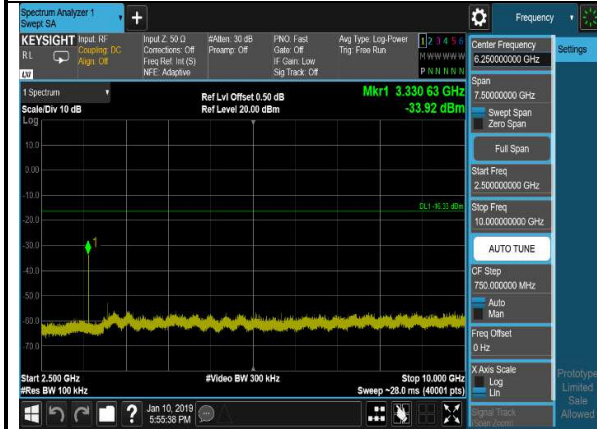 Spectrum Analyzer 1
Swept SA
Frequency
KEYSIGHT
Input: RF
Coupling: DC
Align: Off
Input Z: 50 Ω
Corrections: Off
Freq Ref: Int (S)
NFE: Adaptive
#Atten: 30 dB
Preamp: Off
PNO: Fast
Gate: Off
IF Gain: Low
Sig Track: Off
Avg Type: Log-Power
Trig: Free Run
1 2 3 4 5 6
M W W W W W
P N N N N N
R L
LXI
1 Spectrum
Scale/Div 10 dB
Log
Ref Lvl Offset 0.50 dB
Ref Level 20.00 dBm
Mkr1 3.330 63 GHz
-33.92 dBm
10.0
0.00
-10.0
-20.0
-30.0
-40.0
-50.0
-60.0
-70.0
DL1 -16.33 dBm
1
Start 2.500 GHz
#Res BW 100 kHz
#Video BW 300 kHz
Stop 10.000 GHz
Sweep ~28.0 ms (40001 pts)
Jan 10, 2019
5:55:38 PM
Center Frequency
6.250000000 GHz
Settings
Span
7.50000000 GHz
Swept Span
Zero Span
Full Span
Start Freq
2.500000000 GHz
Stop Freq
10.000000000 GHz
AUTO TUNE
CF Step
750.000000 MHz
Auto
Man
Freq Offset
0 Hz
X Axis Scale
Log
Lin
Signal Track
(Span Zoom)
Prototype
Limited
Sale
Allowed